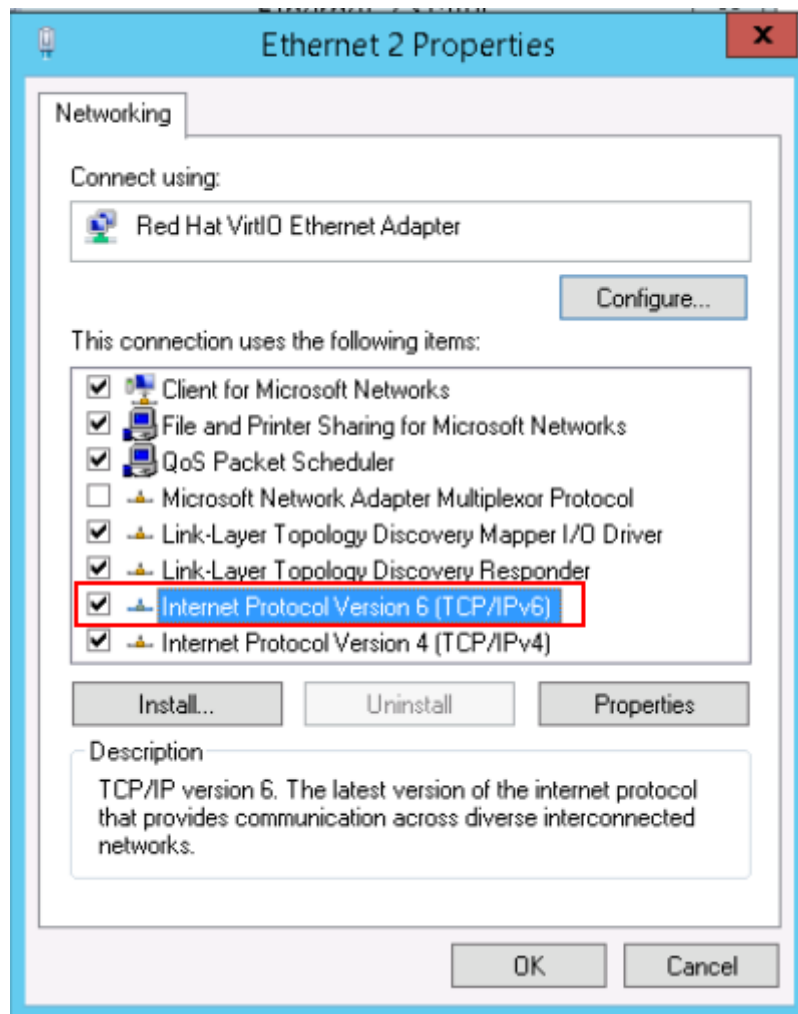 Ethernet 2 Properties
x
Networking
Connect using:
Red Hat VirtIO Ethernet Adapter
Configure...
This connection uses the following items:
Client for Microsoft Networks
File and Printer Sharing for Microsoft Networks
QoS Packet Scheduler
Microsoft Network Adapter Multiplexor Protocol
Link-Layer Topology Discovery Mapper I/O Driver
Link-Layer Topology Discovery Responder
Internet Protocol Version 6 (TCP/IPv6)
Internet Protocol Version 4 (TCP/IPv4)
Install...
Uninstall
Properties
Description
TCP/IP version 6. The latest version of the internet protocol
that provides communication across diverse interconnected
networks.
OK
Cancel